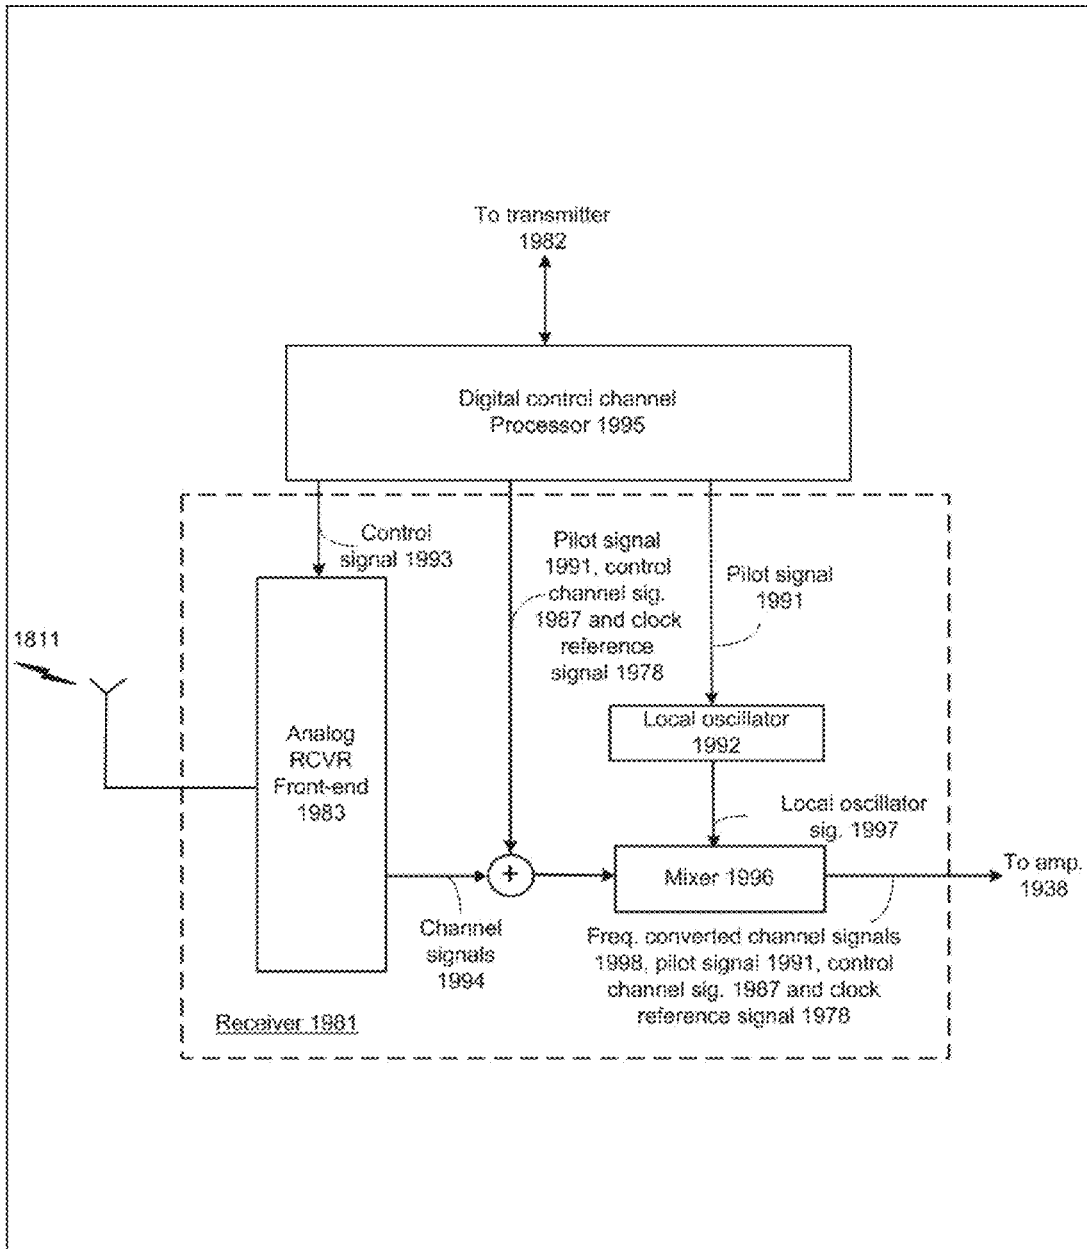 To transmitter
1982
Digital control channel
Processor 1995
Control
signal 1993
Pilot signal
1991, control
channel sig.
1987 and clock
reference
signal 1978
Pilot signal
1991
1811
Analog
RCVR
Front-end
1983
Local oscillator
1992
Local oscillator
sig. 1997
+
Mixer 1996
To amp.
1938
Channel
signals
1994
Freq. converted channel signals
1998, pilot signal 1991, control
channel sig. 1987 and clock
reference signal 1978
Receiver 1981